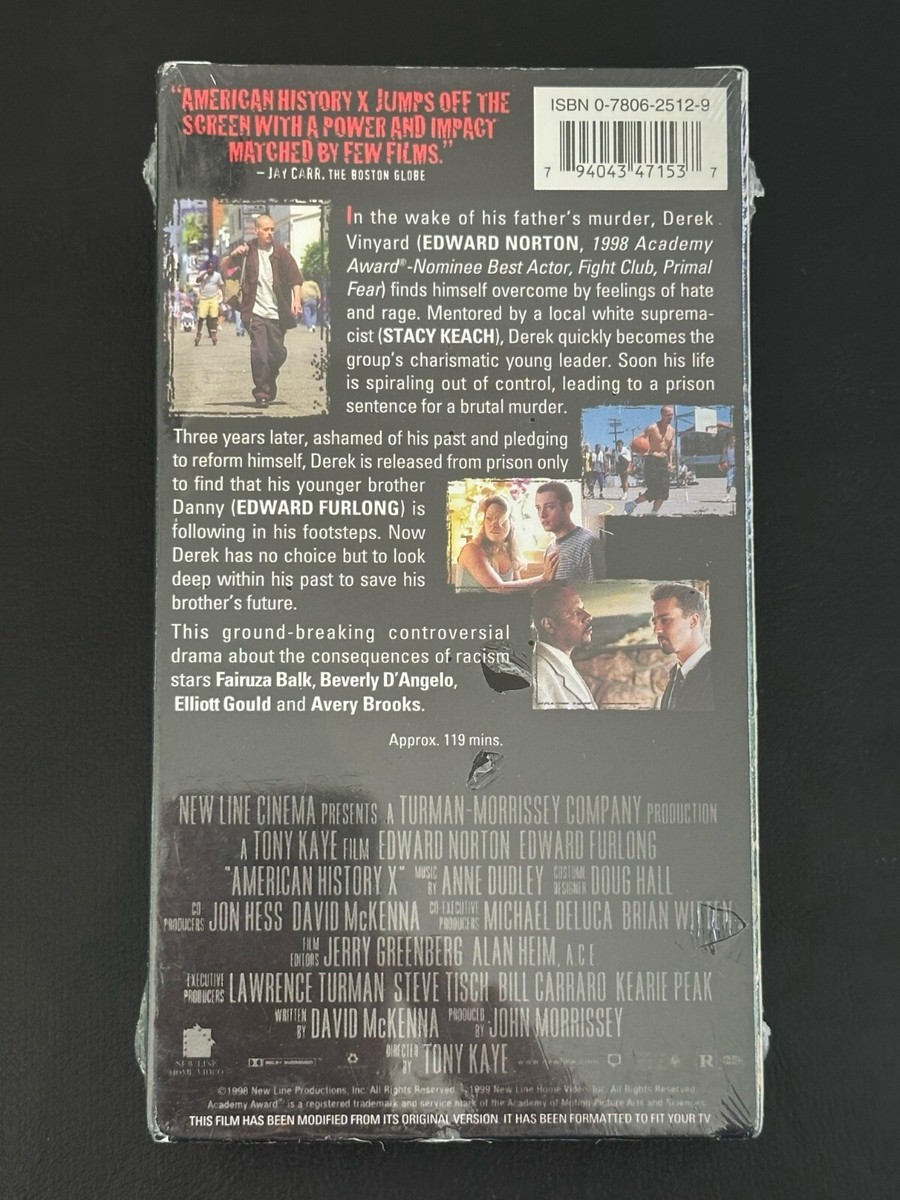 “AMERICAN HISTORY X JUMPS OFF THE
SCREEN WITH A POWER AND IMPACT
MATCHED BY FEW FILMS.”
– JAY CARR, THE BOSTON GLOBE
ISBN 0-7806-2512-9
7 94043 47153 7
In the wake of his father's murder, Derek
Vinyard (EDWARD NORTON, 1998 Academy
Award®-Nominee Best Actor, Fight Club, Primal
Fear) finds himself overcome by feelings of hate
and rage. Mentored by a local white suprema-
cist (STACY KEACH), Derek quickly becomes the
group's charismatic young leader. Soon his life
is spiraling out of control, leading to a prison
sentence for a brutal murder.
Three years later, ashamed of his past and pledging
to reform himself, Derek is released from prison only
to find that his younger brother
Danny (EDWARD FURLONG) is
following in his footsteps. Now
Derek has no choice but to look
deep within his past to save his
brother's future.
This ground-breaking controversial
drama about the consequences of racism
stars Fairuza Balk, Beverly D'Angelo,
Elliott Gould and Avery Brooks.
Approx. 119 mins.
NEW LINE CINEMA PRESENTS A TURMAN-MORRISSEY COMPANY PRODUCTION
A TONY KAYE FILM EDWARD NORTON EDWARD FURLONG
"AMERICAN HISTORY X" MUSIC BY ANNE DUDLEY COSTUME DESIGNER DOUG HALL
CO PRODUCERS JON HESS DAVID McKENNA CO-EXECUTIVE PRODUCERS MICHAEL DELUCA BRIAN
FILM EDITORS JERRY GREENBERG ALAN HEIM, A.C.E.
EXECUTIVE PRODUCERS LAWRENCE TURMAN STEVE TISCH BILL CARRARO KEARIE PEAK
WRITTEN BY DAVID McKENNA PRODUCED BY JOHN MORRISSEY
DIRECTED BY TONY KAYE
NEW LINE
HOME VIDEO
DOLBY SURROUND
www.newline.com
R
©1998 New Line Productions, Inc. All Rights Reserved. ©1999 New Line Home Video, Inc. All Rights Reserved.
Academy Award® is a registered trademark and service mark of the Academy of Motion Picture Arts and Sciences.
THIS FILM HAS BEEN MODIFIED FROM ITS ORIGINAL VERSION. IT HAS BEEN FORMATTED TO FIT YOUR TV